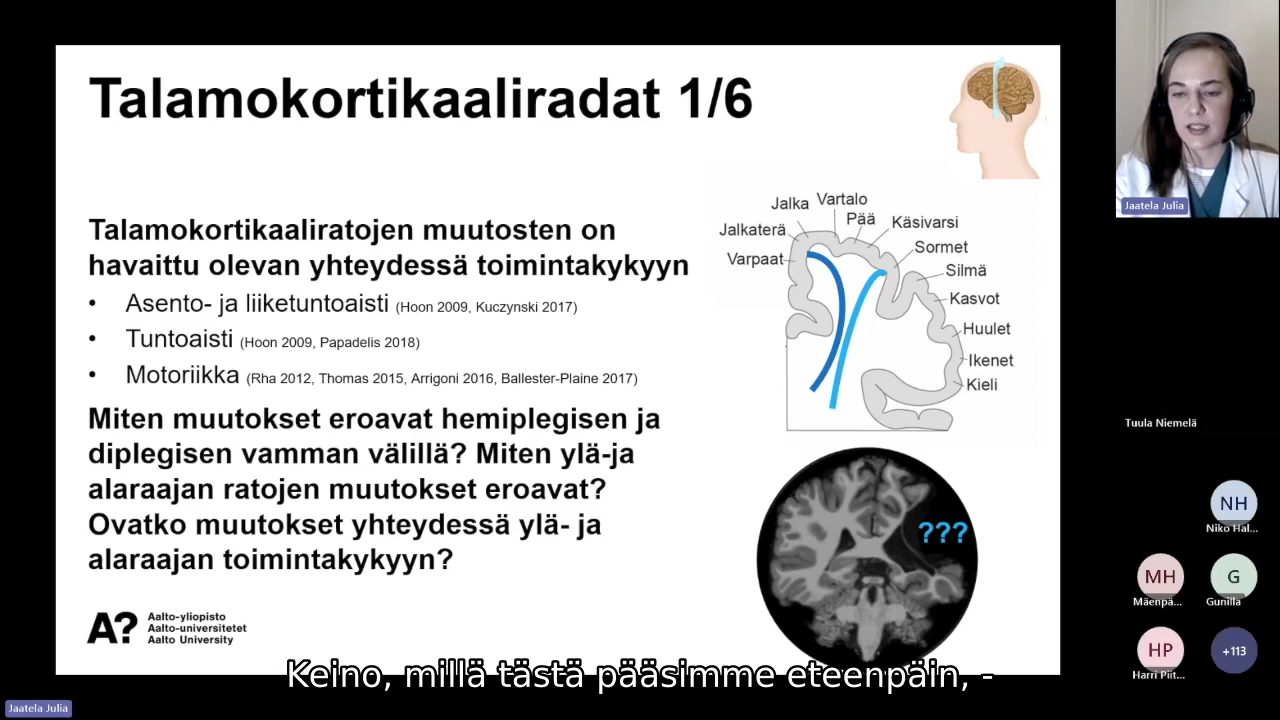 Talamokortikaaliradat 1/6
Talamokortikaaliratojen muutosten on
havaittu olevan yhteydessä toimintakykyyn
• Asento- ja liiketuntoaisti (Hoon 2009, Kuczynski 2017)
• Tuntoaisti (Hoon 2009, Papadelis 2018)
• Motoriikka (Rha 2012, Thomas 2015, Arrigoni 2016, Ballester-Plaine 2017)
Miten muutokset eroavat hemiplegisen ja
diplegisen vamman välillä? Miten ylä-ja
alaraajan ratojen muutokset eroavat?
Ovatko muutokset yhteydessä ylä- ja
alaraajan toimintakykyyn?
A?
Aalto-yliopisto
Aalto-universitetet
Aalto University
Vartalo
Jalka
Pää
Käsivarsi
Jalkaterä
Sormet
Varpaat
Silmä
Kasvot
Huulet
Ikenet
Kieli
???
Keino, millä tästä pääsimme eteenpäin, -
Jaatela Julia
Jaatela Julia
Tuula Niemelä
NH
Niko Hal...
MH
Mäenpä...
G
Gunilla
HP
Harri Piit...
+113